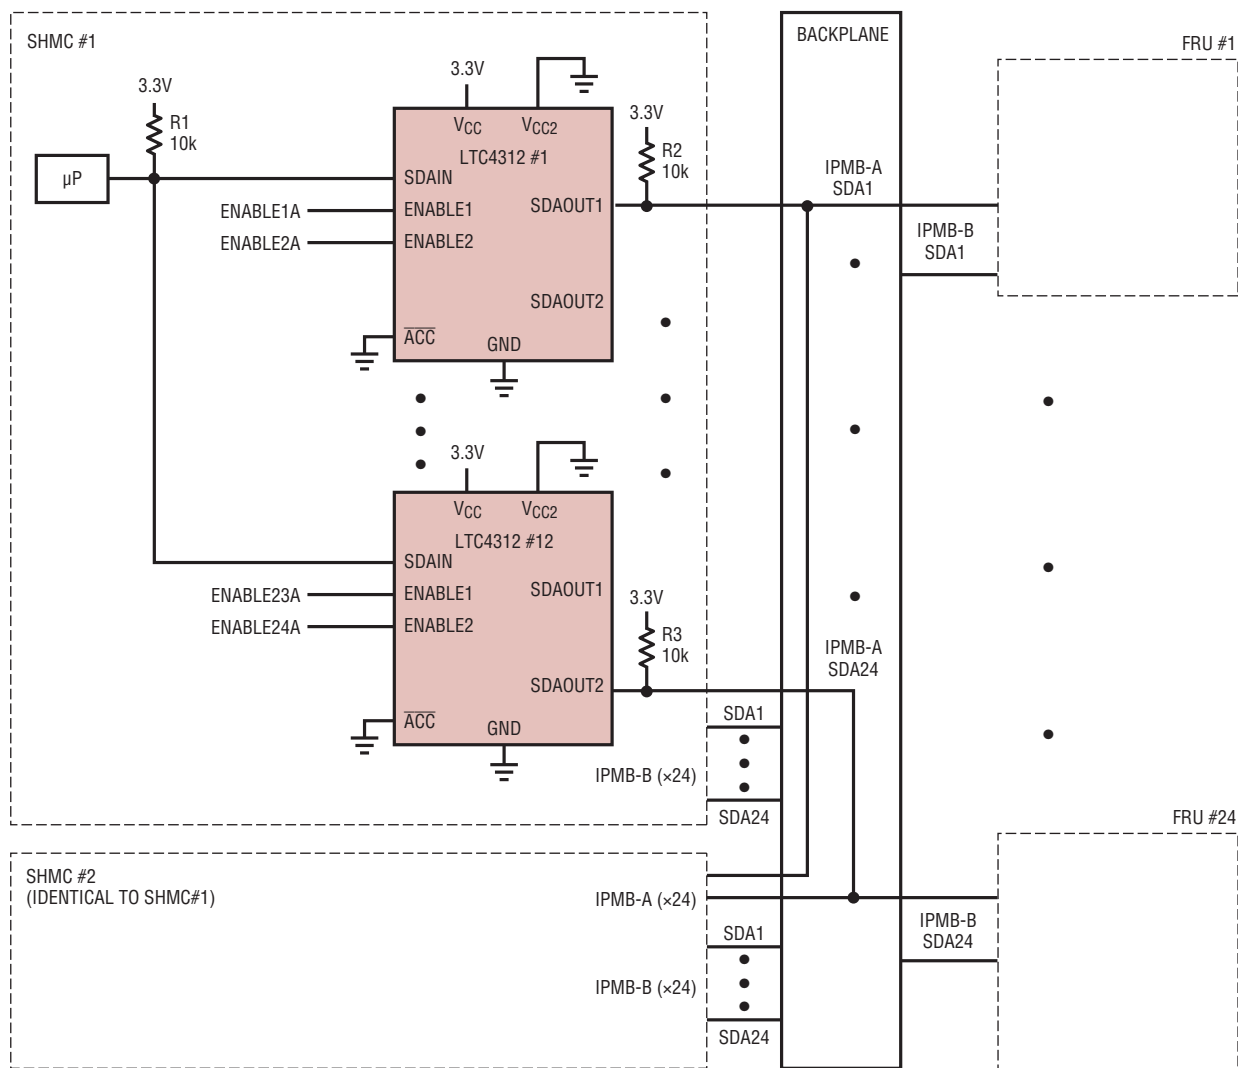 SHMC #1
BACKPLANE
FRU #1
3.3V
R1
10k
µP
3.3V
VCC
VCC2
LTC4312 #1
SDAIN
ENABLE1A
ENABLE1
ENABLE2A
ENABLE2
SDAOUT1
SDAOUT2
ACC
GND
3.3V
R2
10k
IPMB-A
SDA1
IPMB-B
SDA1
3.3V
VCC
VCC2
LTC4312 #12
SDAIN
ENABLE23A
ENABLE1
ENABLE24A
ENABLE2
SDAOUT1
SDAOUT2
ACC
GND
3.3V
R3
10k
IPMB-A
SDA24
SDA1
IPMB-B (×24)
SDA24
FRU #24
SHMC #2
(IDENTICAL TO SHMC#1)
IPMB-A (×24)
SDA1
IPMB-B (×24)
SDA24
IPMB-B
SDA24